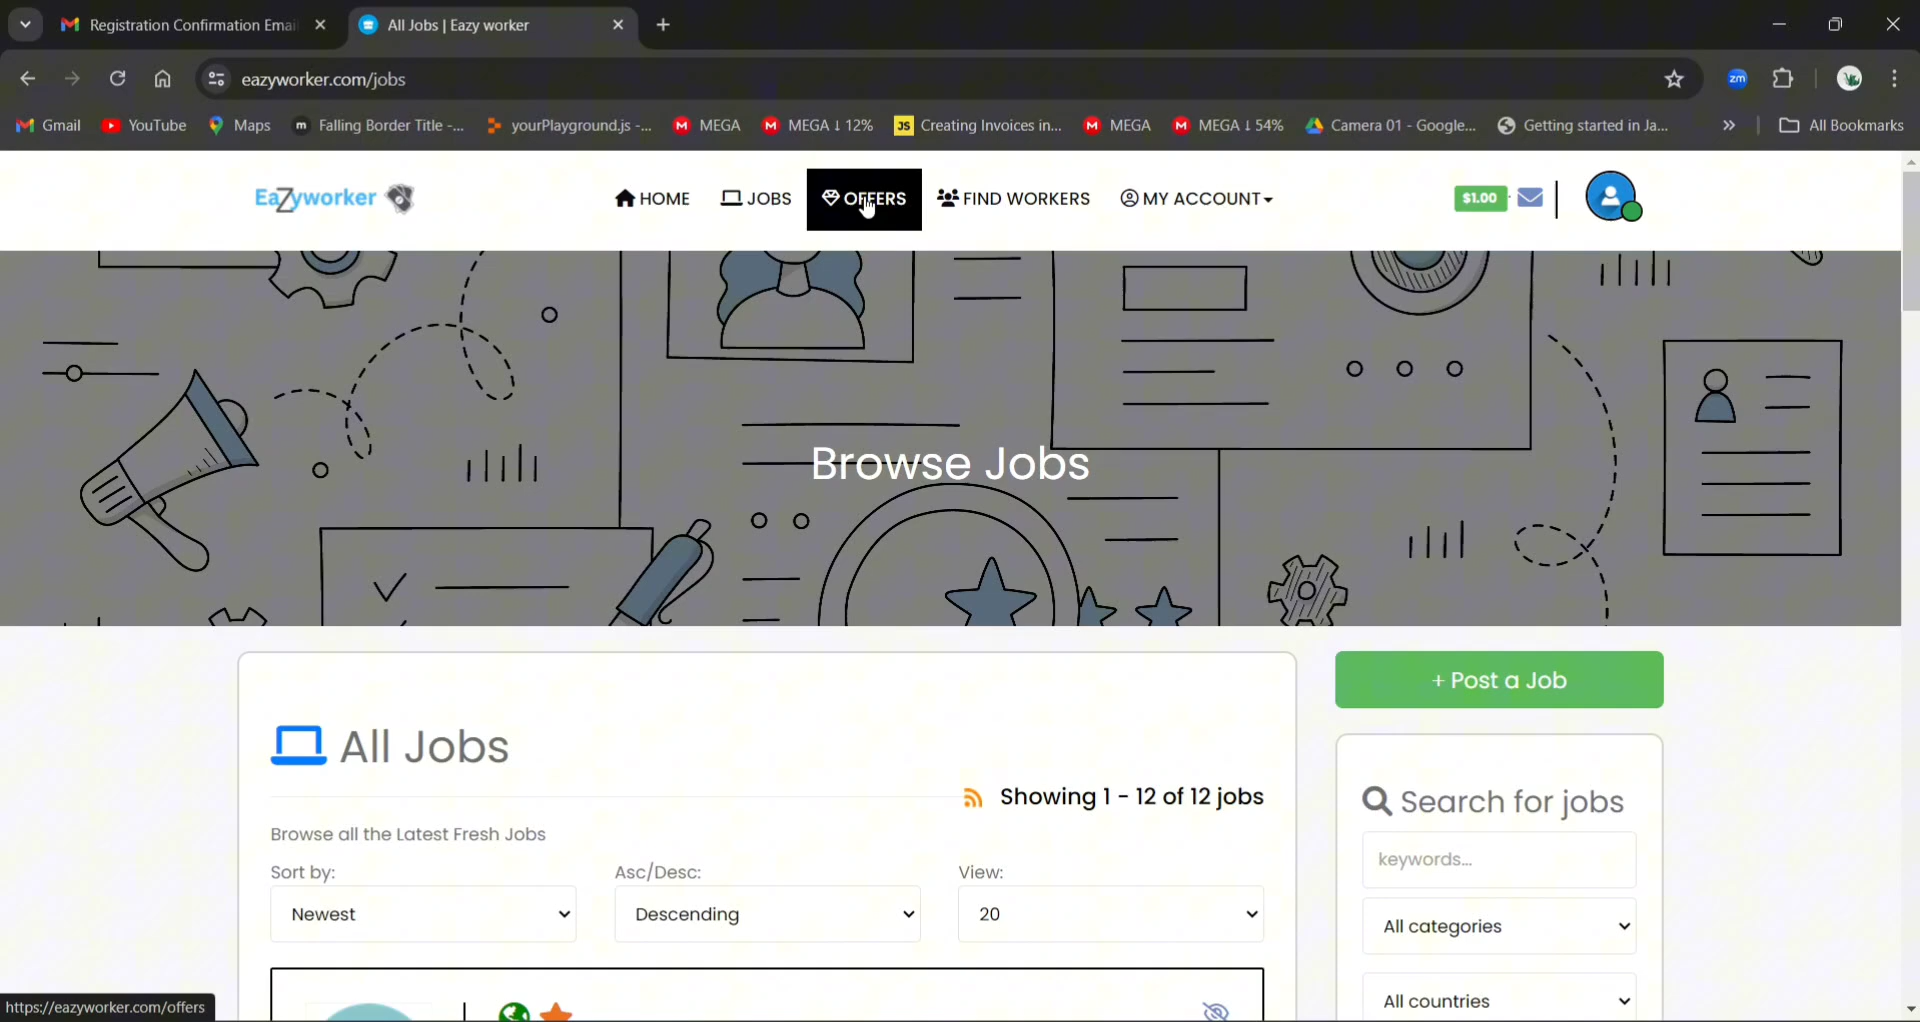 Registration Confirmation Emai
All Jobs | Eazy worker
eazyworker.com/jobs
zm
Gmail
YouTube
Maps
m Falling Border Title -...
yourPlayground.js -...
M MEGA
M MEGA ↓ 12%
JS Creating Invoices in...
M MEGA
M MEGA ↓ 54%
Camera 01 - Google...
Getting started in Ja...
»
All Bookmarks
EaZyworker
HOME
JOBS
OFFERS
FIND WORKERS
MY ACCOUNT
$1.00
Browse Jobs
+ Post a Job
All Jobs
Showing 1 - 12 of 12 jobs
Search for jobs
Browse all the Latest Fresh Jobs
keywords...
Sort by:
Asc/Desc:
View:
Newest
Descending
20
All categories
All countries
https://eazyworker.com/offers